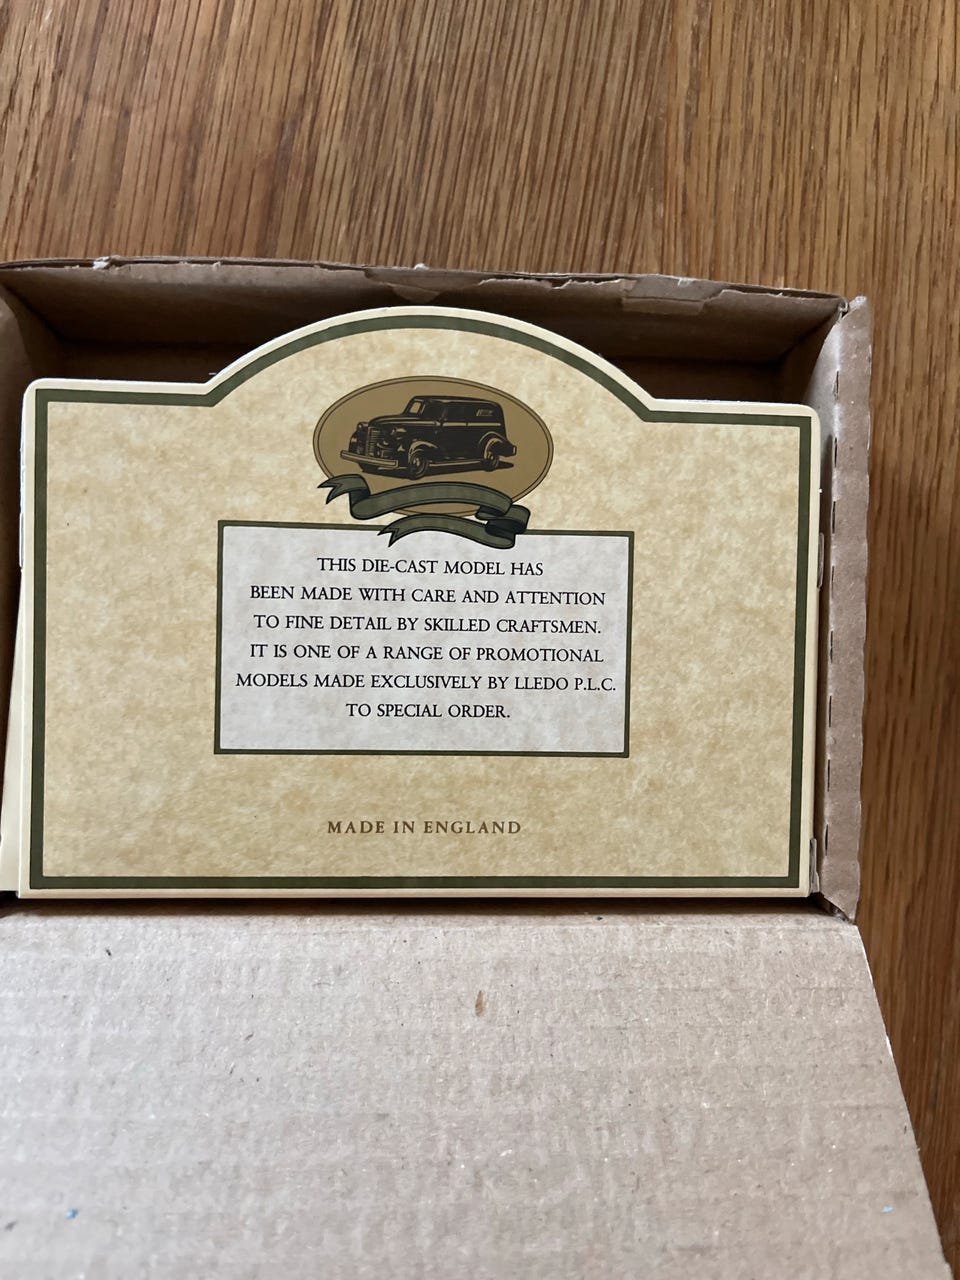 THIS DIE-CAST MODEL HAS
BEEN MADE WITH CARE AND ATTENTION
TO FINE DETAIL BY SKILLED CRAFTSMEN.
IT IS ONE OF A RANGE OF PROMOTIONAL
MODELS MADE EXCLUSIVELY BY LLEDO P.L.C.
TO SPECIAL ORDER.
MADE IN ENGLAND